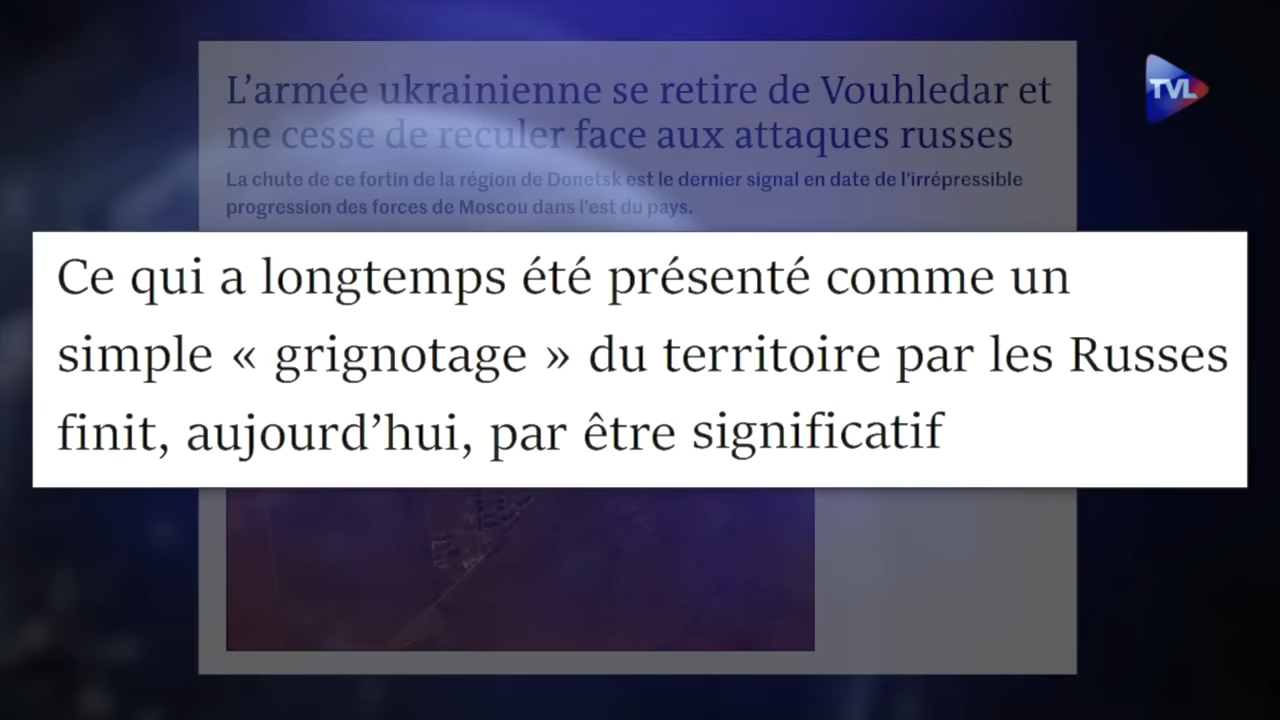 L'armée ukrainienne se retire de Vouhledar et
ne cesse de reculer face aux attaques russes
La chute de ce fortin de la région de Donetsk est le dernier signal en date de l'irrépressible
progression des forces de Moscou dans l'est du pays.
TVL
Ce qui a longtemps été présenté comme un
simple « grignotage » du territoire par les Russes
finit, aujourd'hui, par être significatif